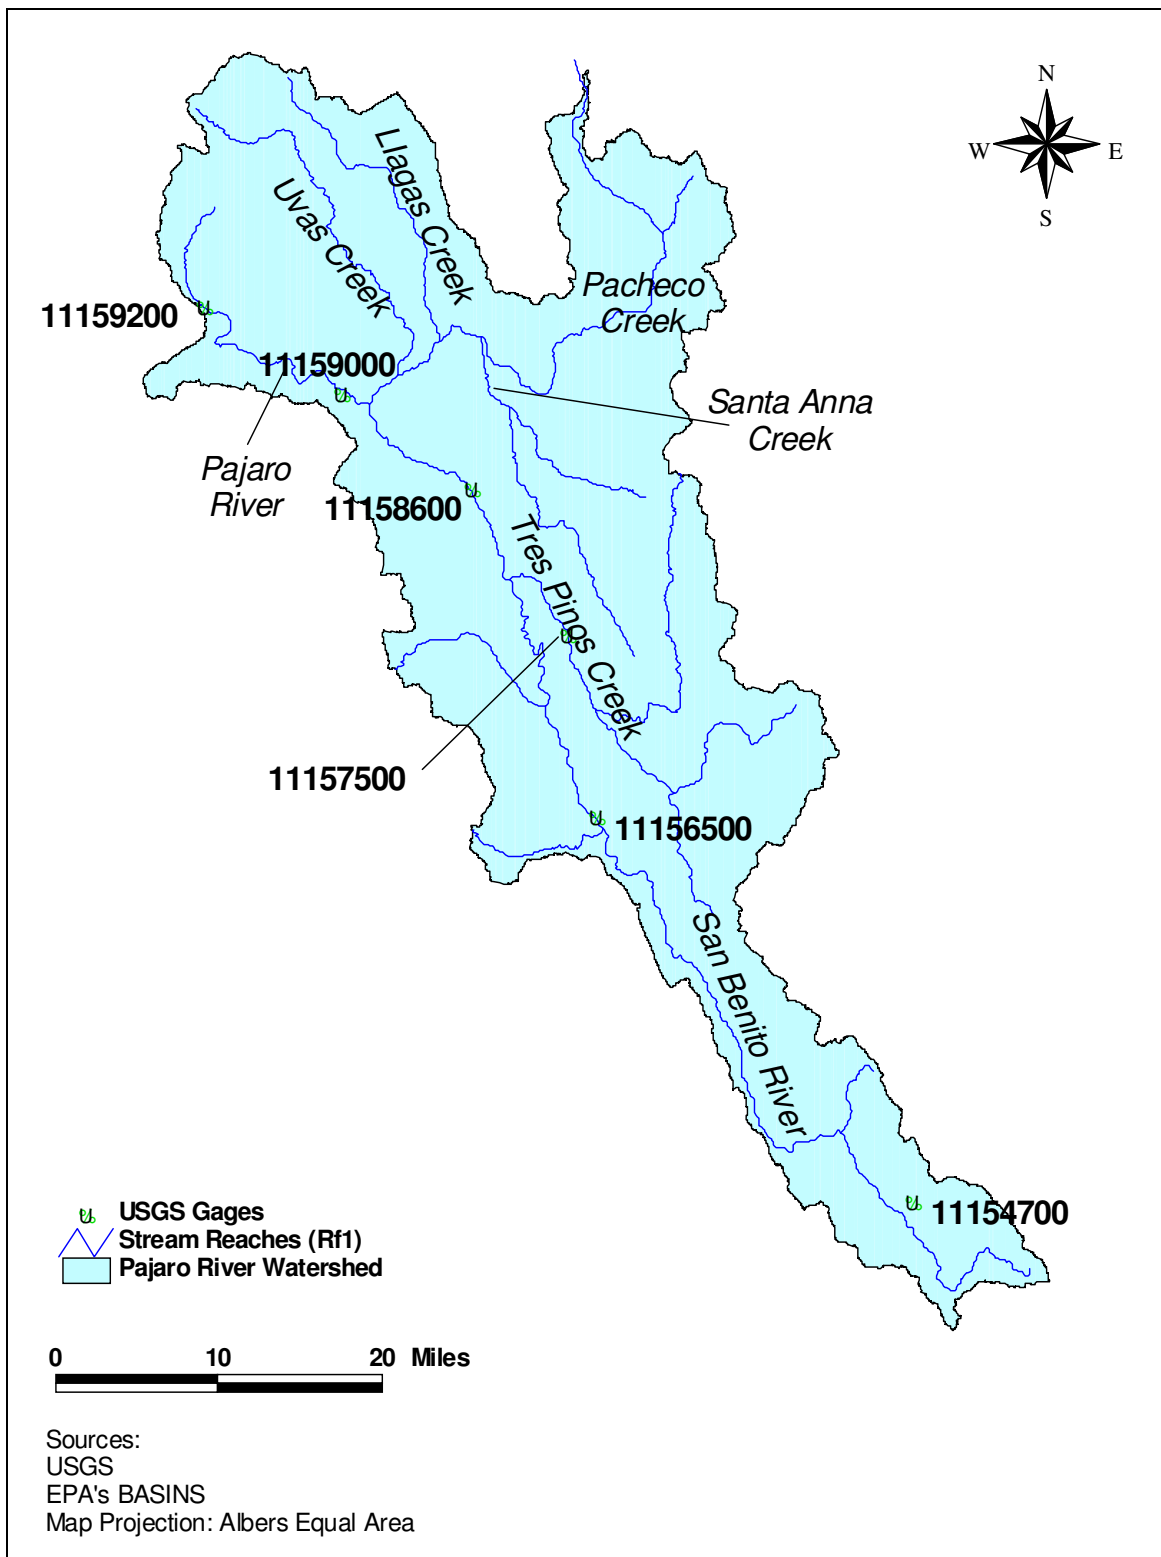 N
W
E
S
Llagas Creek
Uvas Creek
Pacheco
Creek
11159200
11159000
Santa Anna
Creek
Pajaro
River
11158600
Tres Pinos Creek
11157500
11156500
San Benito River
11154700
USGS Gages
Stream Reaches (Rf1)
Pajaro River Watershed
0 10 20 Miles
Sources:
USGS
EPA's BASINS
Map Projection: Albers Equal Area